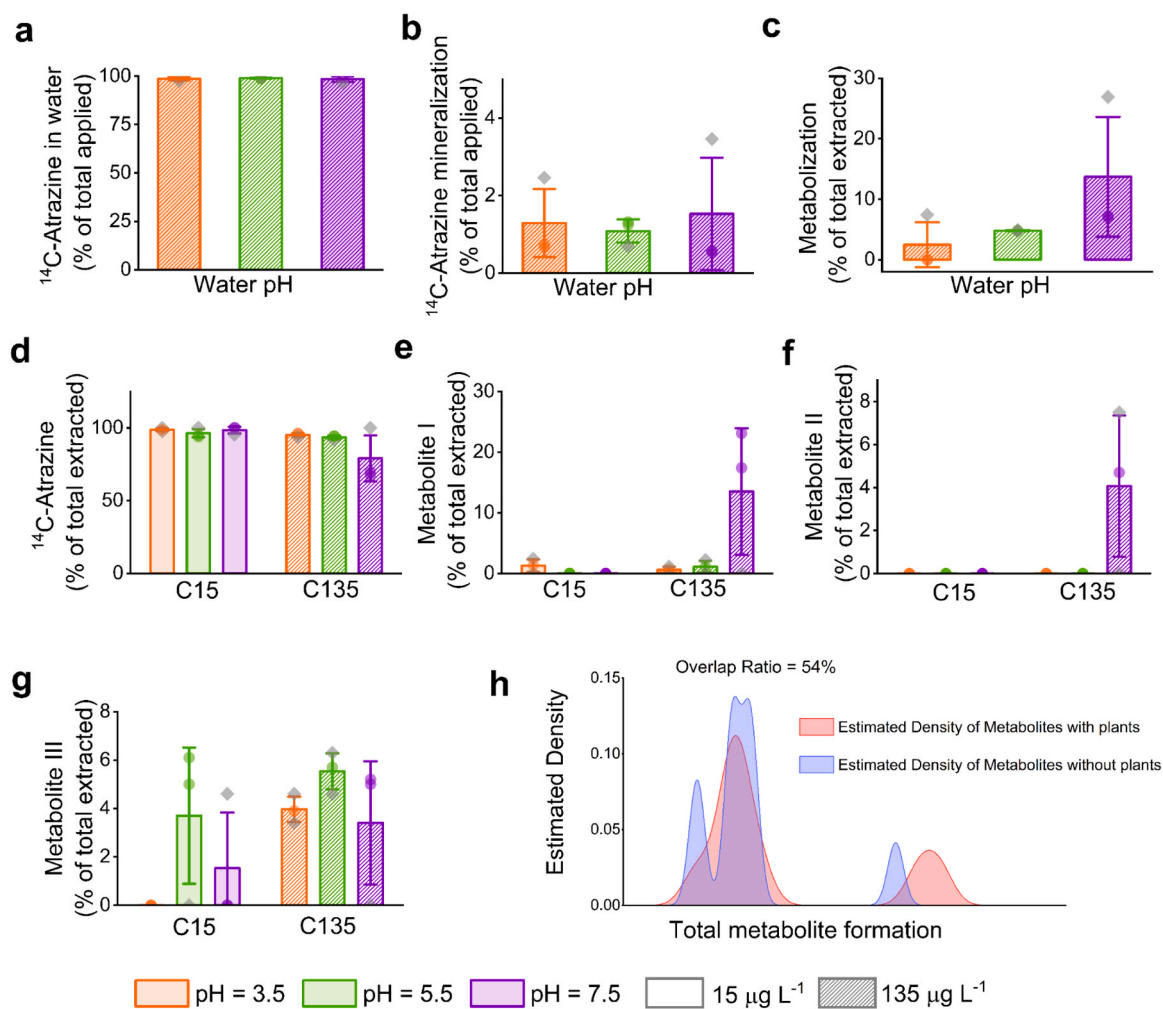 a
¹⁴C-Atrazine in water
(% of total applied)
100
75
50
25
0
Water pH
b
¹⁴C-Atrazine mineralization
(% of total applied)
4
2
0
Water pH
c
Metabolization
(% of total extracted)
30
20
10
0
Water pH
d
¹⁴C-Atrazine
(% of total extracted)
100
50
0
C15 C135
e
Metabolite I
(% of total extracted)
30
20
10
0
C15 C135
f
Metabolite II
(% of total extracted)
8
6
4
2
0
C15 C135
g
Metabolite III
(% of total extracted)
8
6
4
2
0
C15 C135
h
Overlap Ratio = 54%
Estimated Density
0.15
0.10
0.05
0.00
Estimated Density of Metabolites with plants
Estimated Density of Metabolites without plants
Total metabolite formation
pH = 3.5 pH = 5.5 pH = 7.5 15 μg L⁻¹ 135 μg L⁻¹